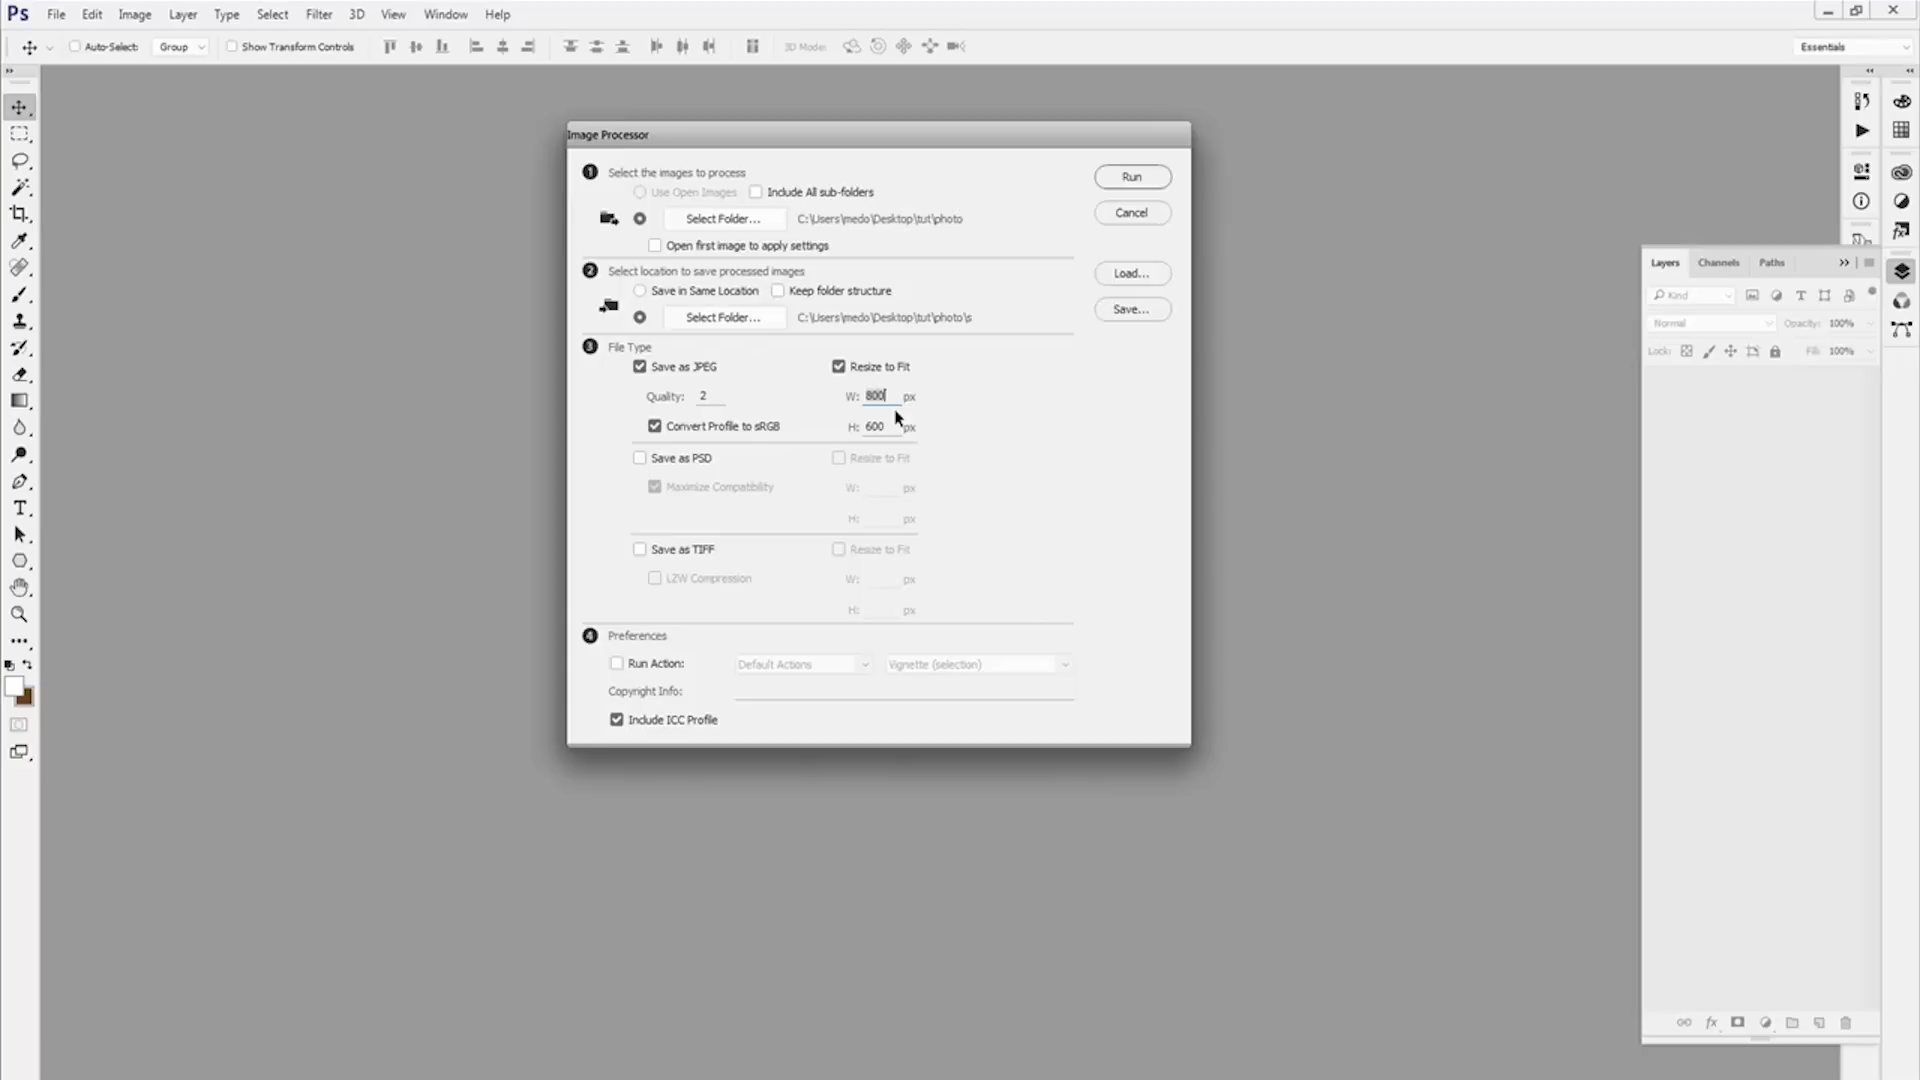 Ps File Edit Image Layer Type Select Filter 3D View Window Help
Auto-Select: Group Show Transform Controls 3D Mode: Essentials
Image Processor
1 Select the images to process
Use Open Images Include All sub-folders
Select Folder... C:\Users\medo\Desktop\tut\photo
Open first image to apply settings
2 Select location to save processed images
Save in Same Location Keep folder structure
Select Folder... C:\Users\medo\Desktop\tut\photo\s
3 File Type
Save as JPEG Resize to Fit
Quality: 2 W: 800 px
Convert Profile to sRGB H: 600 px
Save as PSD Resize to Fit
Maximize Compatibility W: px
H: px
Save as TIFF Resize to Fit
LZW Compression W: px
H: px
4 Preferences
Run Action: Default Actions Vignette (selection)
Copyright Info:
Include ICC Profile
Run
Cancel
Load...
Save...
Layers Channels Paths
Kind
Normal Opacity: 100%
Lock: Fill: 100%
fx